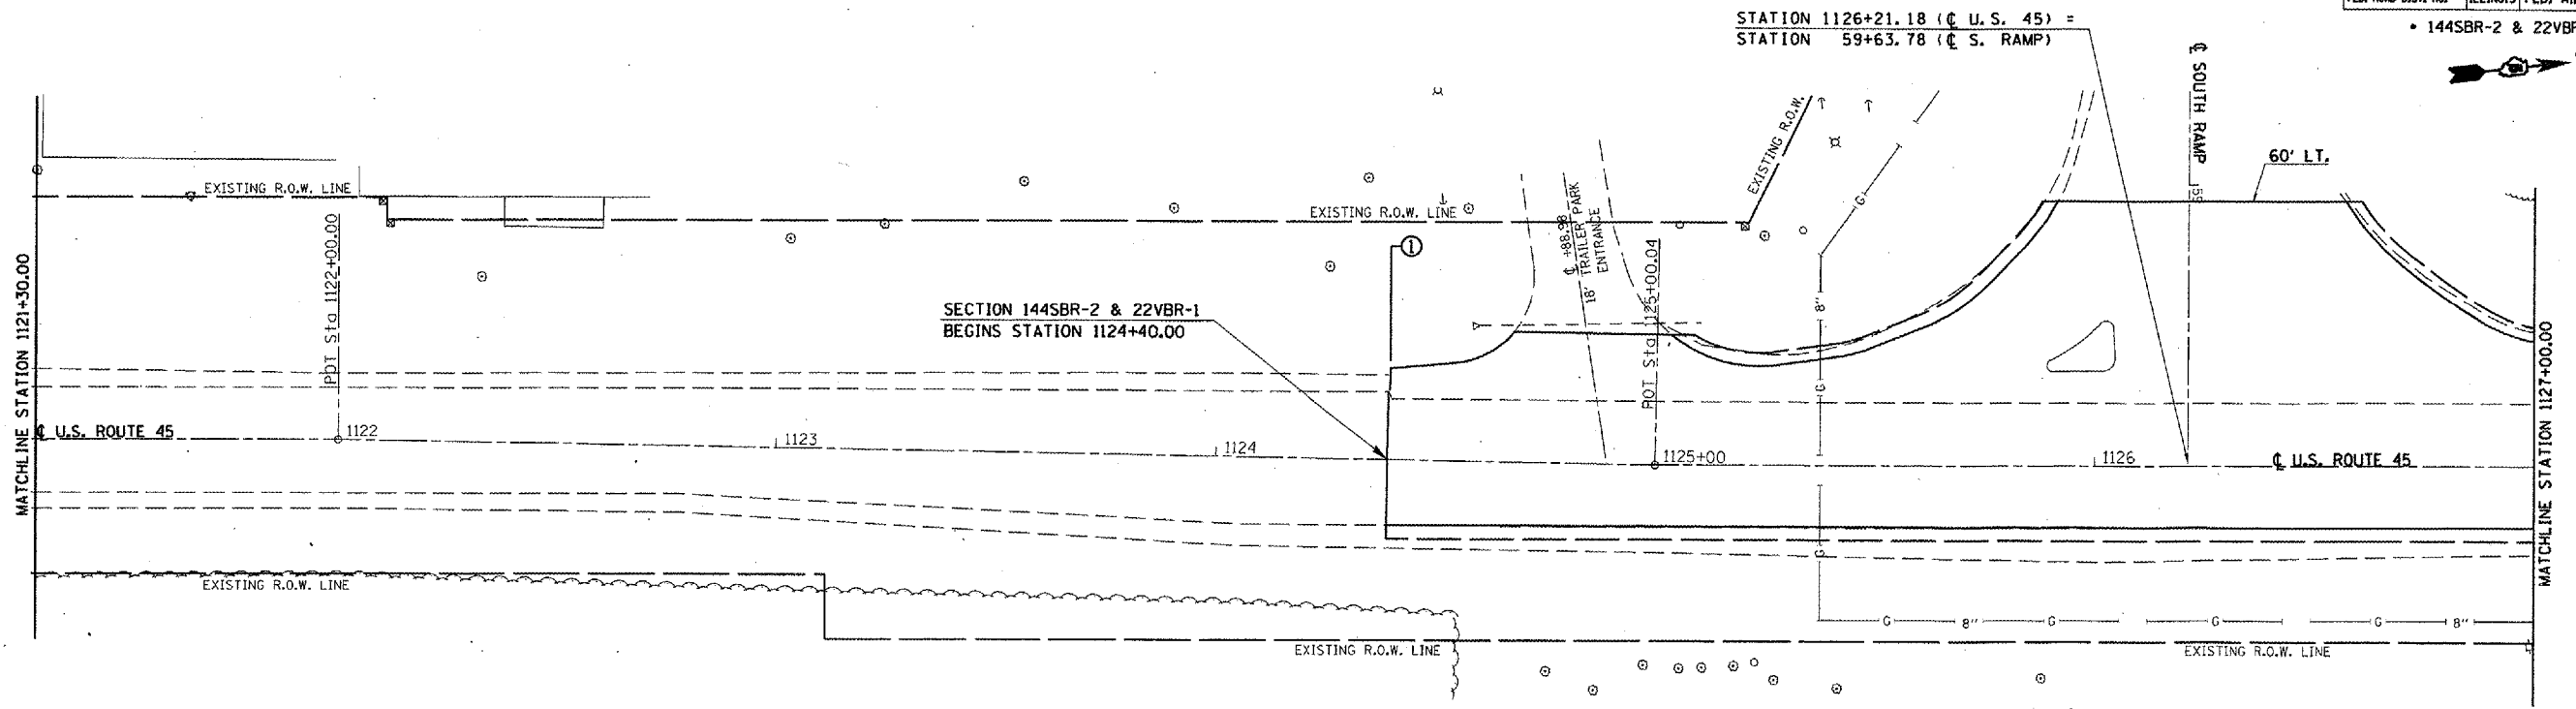 STATION 1126+21.18 (℄ U.S. 45) =
STATION 59+63.78 (℄ S. RAMP)
• 144SBR-2 & 22VBR
℄ SOUTH RAMP
59
60' LT.
EXISTING R.O.W.
EXISTING R.O.W. LINE
EXISTING R.O.W. LINE
MATCHLINE STATION 1121+30.00
POT Sta 1122+00.00
1
℄ +88.98
18' TRAILER PARK
ENTRANCE
POT Sta 1125+00.04
G
8"
G
G
SECTION 144SBR-2 & 22VBR-1
BEGINS STATION 1124+40.00
℄ U.S. ROUTE 45
1122
1123
1124
1125+00
1126
℄ U.S. ROUTE 45
MATCHLINE STATION 1127+00.00
EXISTING R.O.W. LINE
G 8" G G G 8"
EXISTING R.O.W. LINE
EXISTING R.O.W. LINE